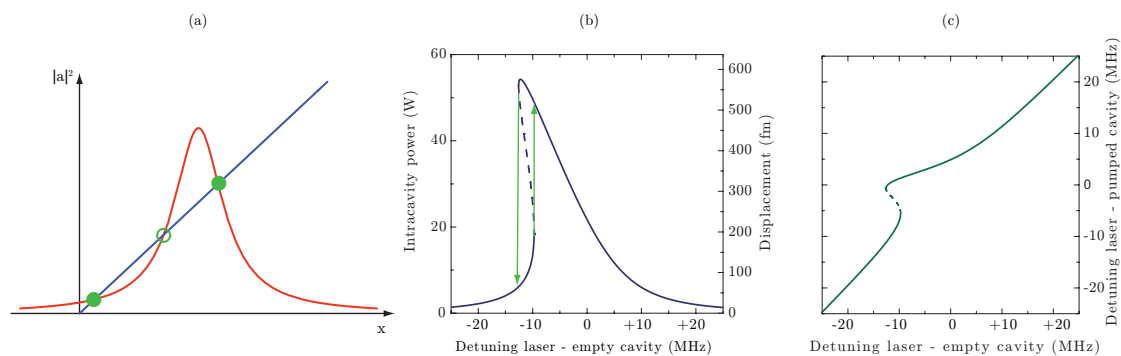 (a)
|a|²
x
(b)
Intracavity power (W)
60
40
20
0
600
500
400
300
200
100
0
Displacement (fm)
-20 -10 0 +10 +20
Detuning laser - empty cavity (MHz)
(c)
20
10
0
-10
-20
Detuning laser - pumped cavity (MHz)
-20 -10 0 +10 +20
Detuning laser - empty cavity (MHz)